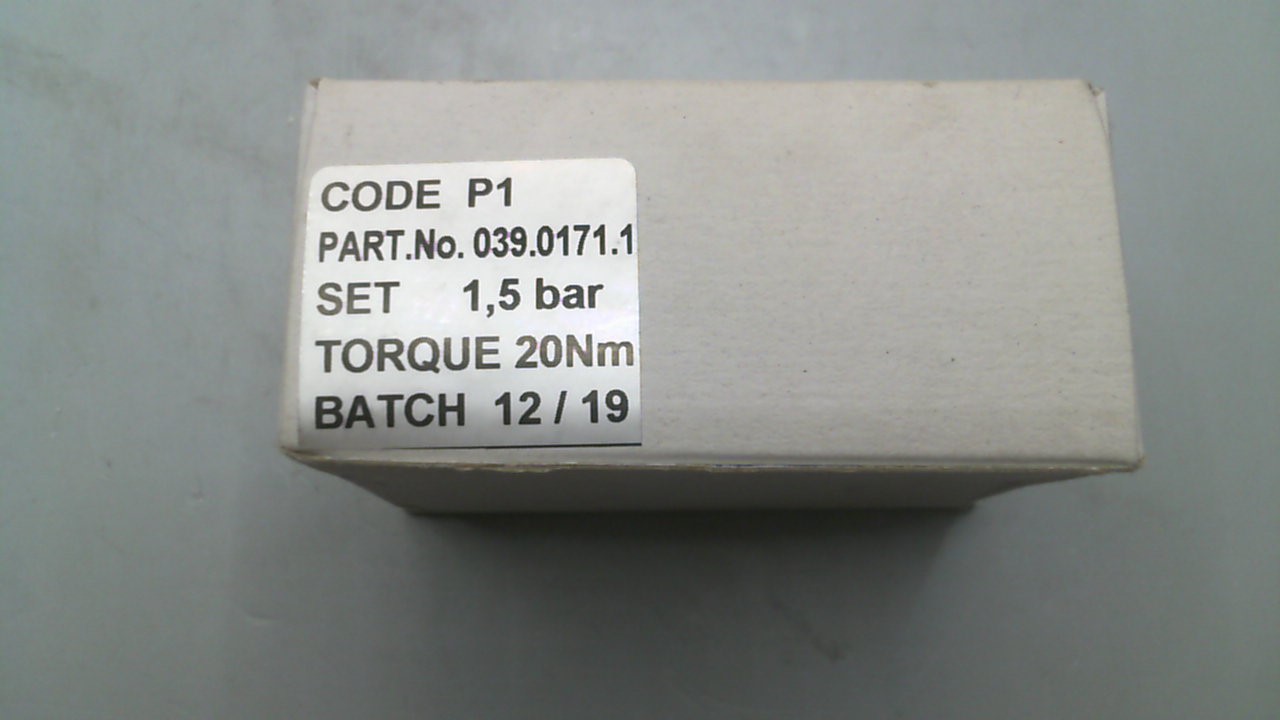 CODE P1
PART.No. 039.0171.1
SET 1,5 bar
TORQUE 20Nm
BATCH 12 / 19